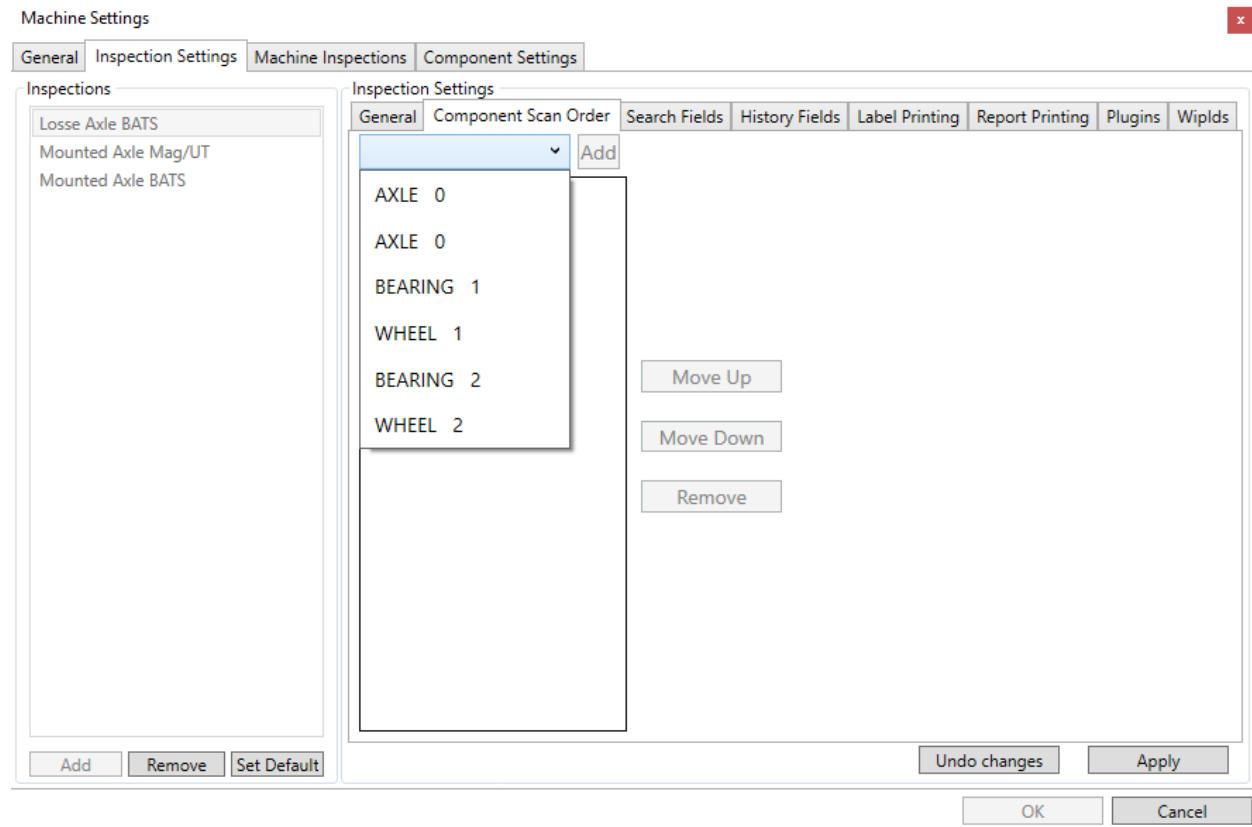 Machine Settings
x
General Inspection Settings Machine Inspections Component Settings
Inspections
Losse Axle BATS
Mounted Axle Mag/UT
Mounted Axle BATS
Add Remove Set Default
Inspection Settings
General Component Scan Order Search Fields History Fields Label Printing Report Printing Plugins WipIds
Add
AXLE 0
AXLE 0
BEARING 1
WHEEL 1
BEARING 2
WHEEL 2
Move Up
Move Down
Remove
Undo changes Apply
OK Cancel